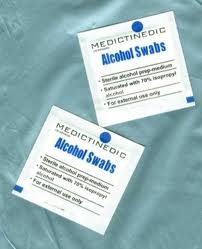 MEDICTINEDIC
Alcohol Swabs
• Sterile alcohol prep-medium
• Saturated with 70% isopropyl
alcohol
• For external use only
MEDICTINEDIC
Alcohol Swabs
• Sterile alcohol prep-medium
• Saturated with 70% isopropyl
alcohol
• For external use only